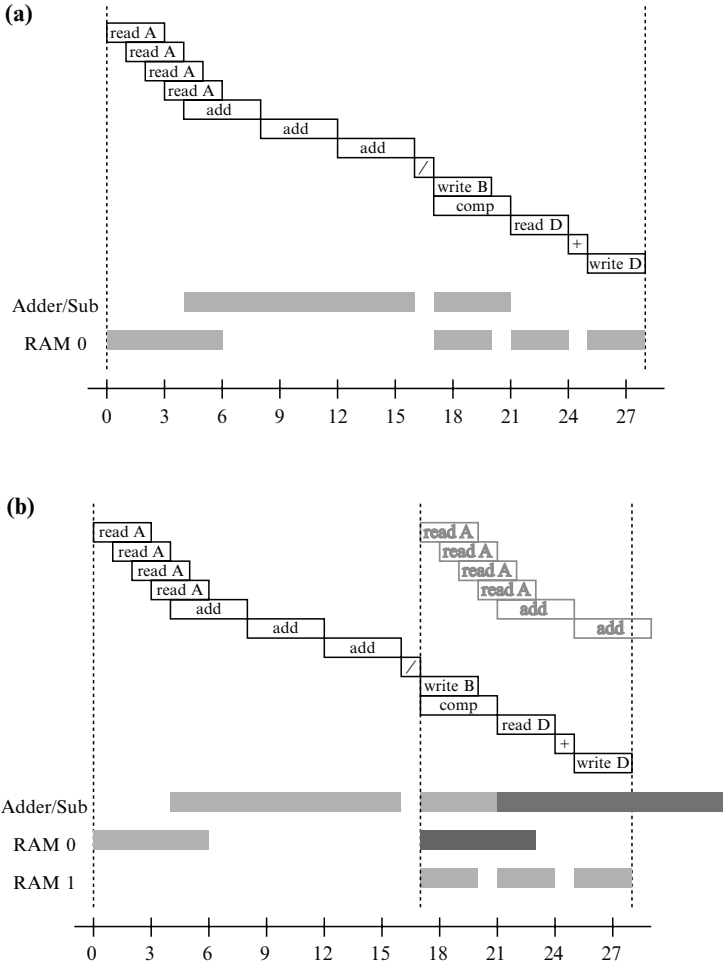 (a)
read A
read A
read A
read A
add
add
add
/
write B
comp
read D
+
write D
Adder/Sub
RAM 0
0 3 6 9 12 15 18 21 24 27
(b)
read A read A
read A read A
read A read A
read A read A
add add
add add
add
/
write B
comp
read D
+
write D
Adder/Sub
RAM 0
RAM 1
0 3 6 9 12 15 18 21 24 27